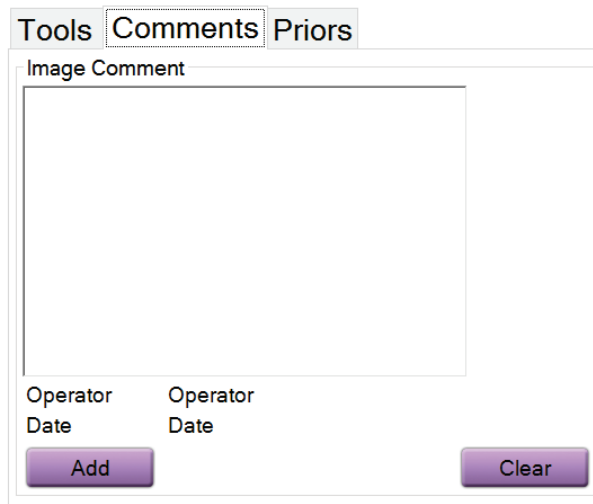 Tools Comments Priors
Image Comment
Operator Operator
Date Date
Add Clear